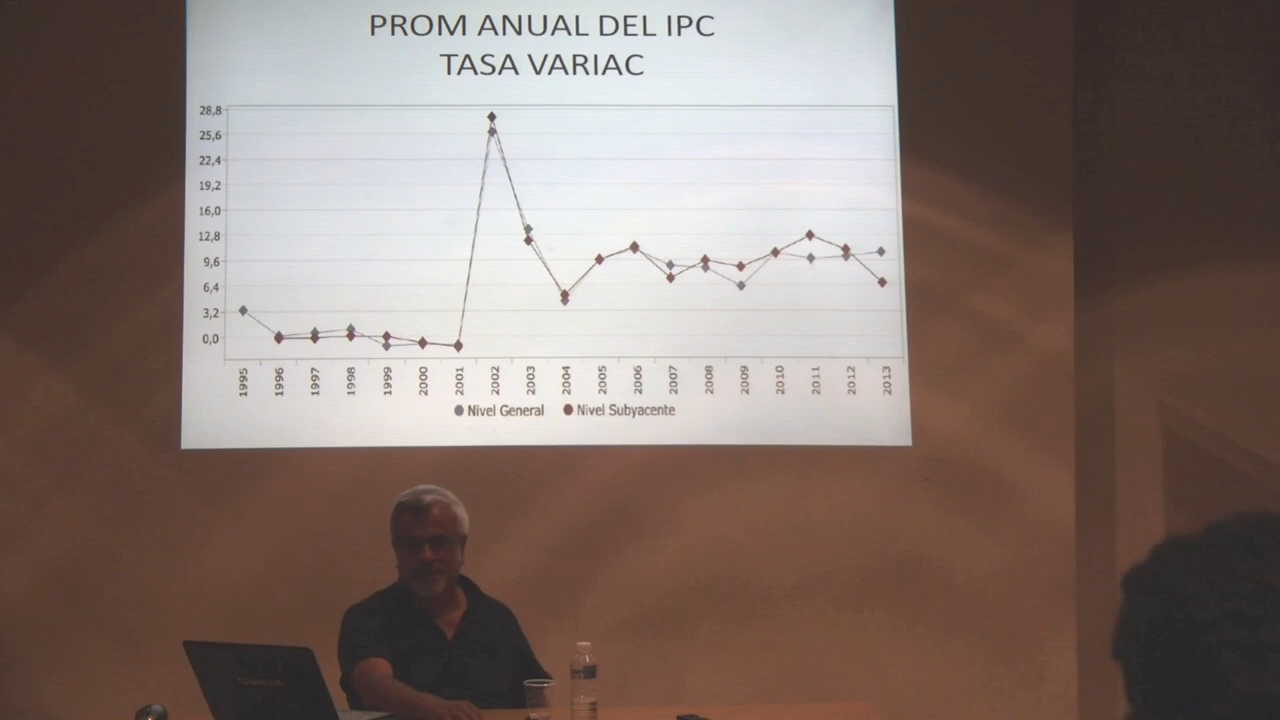 PROM ANUAL DEL IPC
TASA VARIAC
28,8
25,6
22,4
19,2
16,0
12,8
9,6
6,4
3,2
0,0
1995 1996 1997 1998 1999 2000 2001 2002 2003 2004 2005 2006 2007 2008 2009 2010 2011 2012 2013
Nivel General Nivel Subyacente